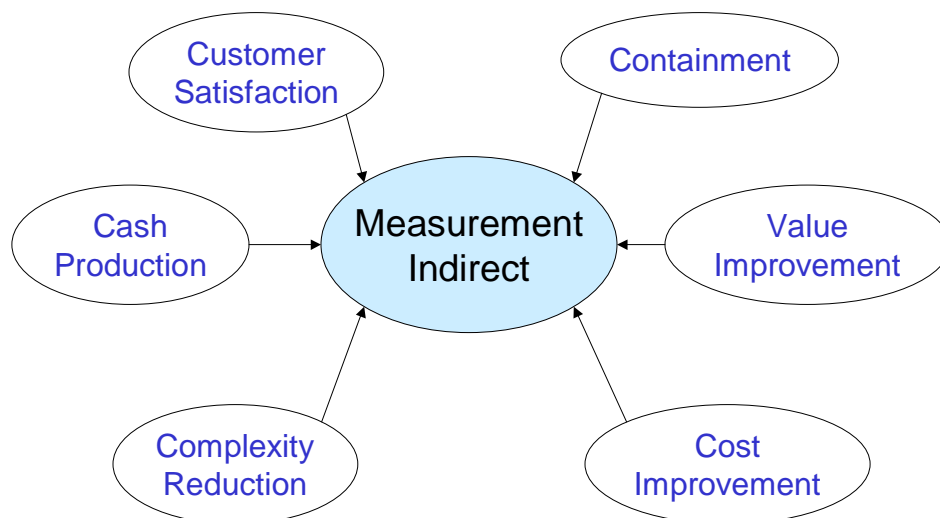 Customer
Satisfaction
Containment
Cash
Production
Measurement
Indirect
Value
Improvement
Complexity
Reduction
Cost
Improvement